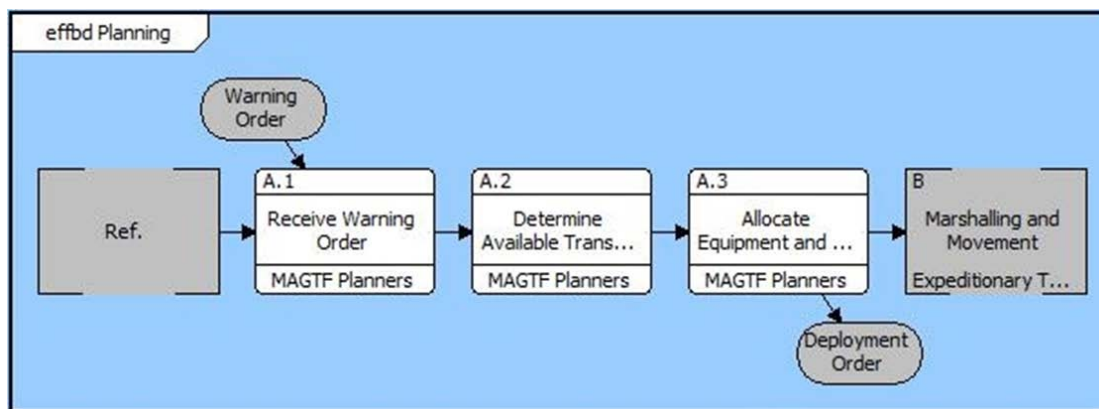 effbd Planning
Warning
Order
Ref.
A.1
Receive Warning
Order
MAGTF Planners
A.2
Determine
Available Trans...
MAGTF Planners
A.3
Allocate
Equipment and ...
MAGTF Planners
B
Marshalling and
Movement
Expeditionary T...
Deployment
Order